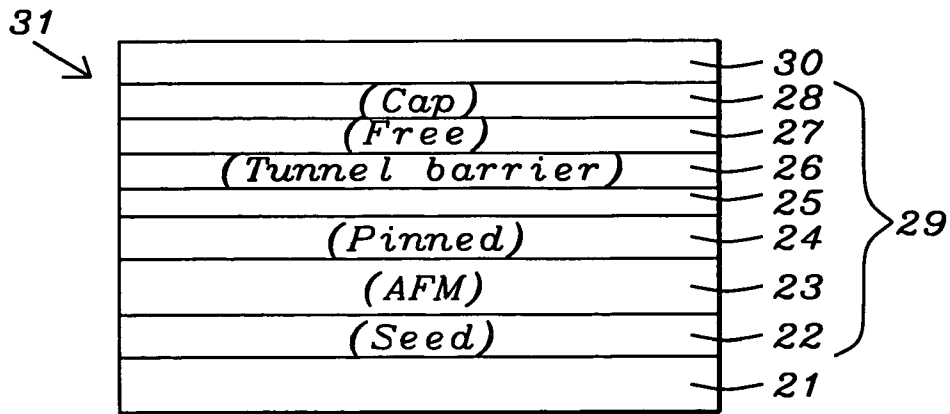 31
30
(Cap) 28
(Free) 27
(Tunnel barrier) 26
25
29
(Pinned) 24
(AFM) 23
(Seed) 22
21